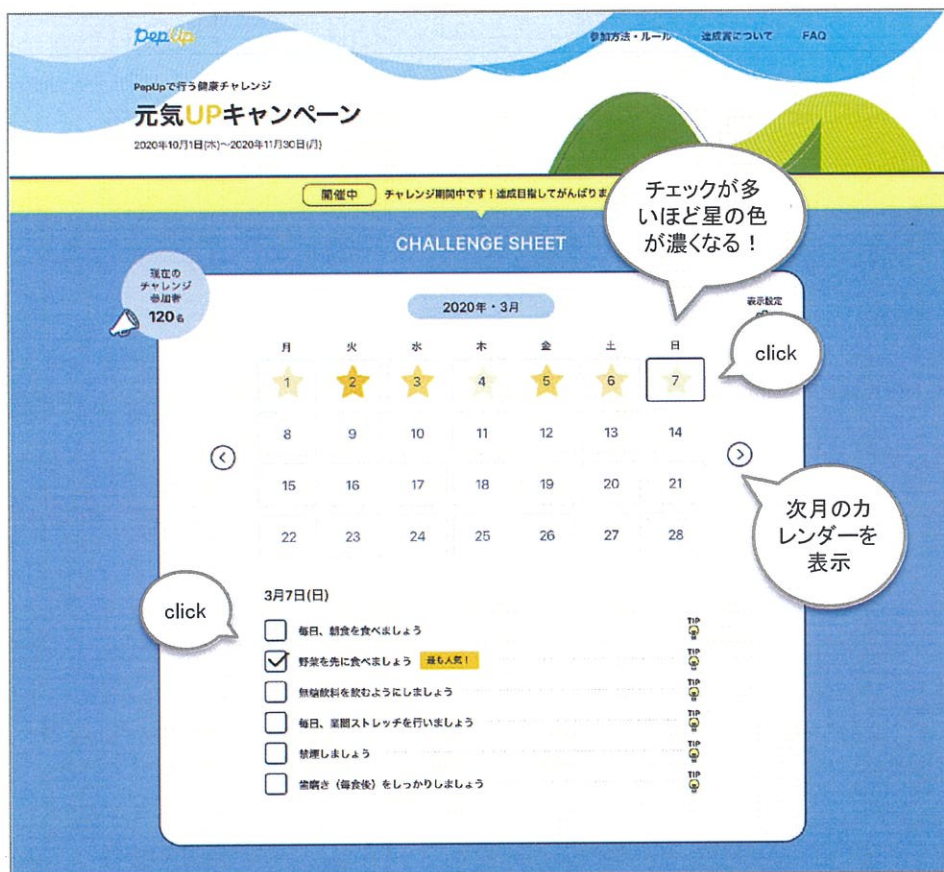 PepUp
参加方法・ルール 達成賞について FAQ
PepUpで行う健康チャレンジ
元気UPキャンペーン
2020年10月1日(木)～2020年11月30日(月)
開催中 チャレンジ期間中です！達成目指してがんばりま
チェックが多
いほど星の色
が濃くなる！
CHALLENGE SHEET
現在の
チャレンジ
参加者
120名
2020年・3月
表示設定
月 火 水 木 金 土 日
click
1 2 3 4 5 6 7
8 9 10 11 12 13 14
15 16 17 18 19 20 21
22 23 24 25 26 27 28
次月のカ
レンダーを
表示
click
3月7日(日)
毎日、朝食を食べましょう TIP
野菜を先に食べましょう 最も人気！ TIP
無糖飲料を飲むようにしましょう TIP
毎日、業間ストレッチを行いましょう TIP
禁煙しましょう TIP
歯磨き（毎食後）をしっかりしましょう TIP